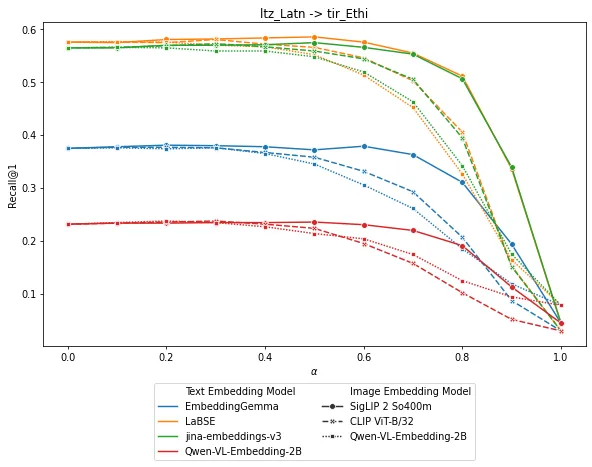 ltz_Latn -> tir_Ethi
0.6
0.5
0.4
0.3
0.2
0.1
Recall@1
0.0 0.2 0.4 0.6 0.8 1.0
α
Text Embedding Model Image Embedding Model
EmbeddingGemma SigLIP 2 So400m
LaBSE CLIP ViT-B/32
jina-embeddings-v3 Qwen-VL-Embedding-2B
Qwen-VL-Embedding-2B